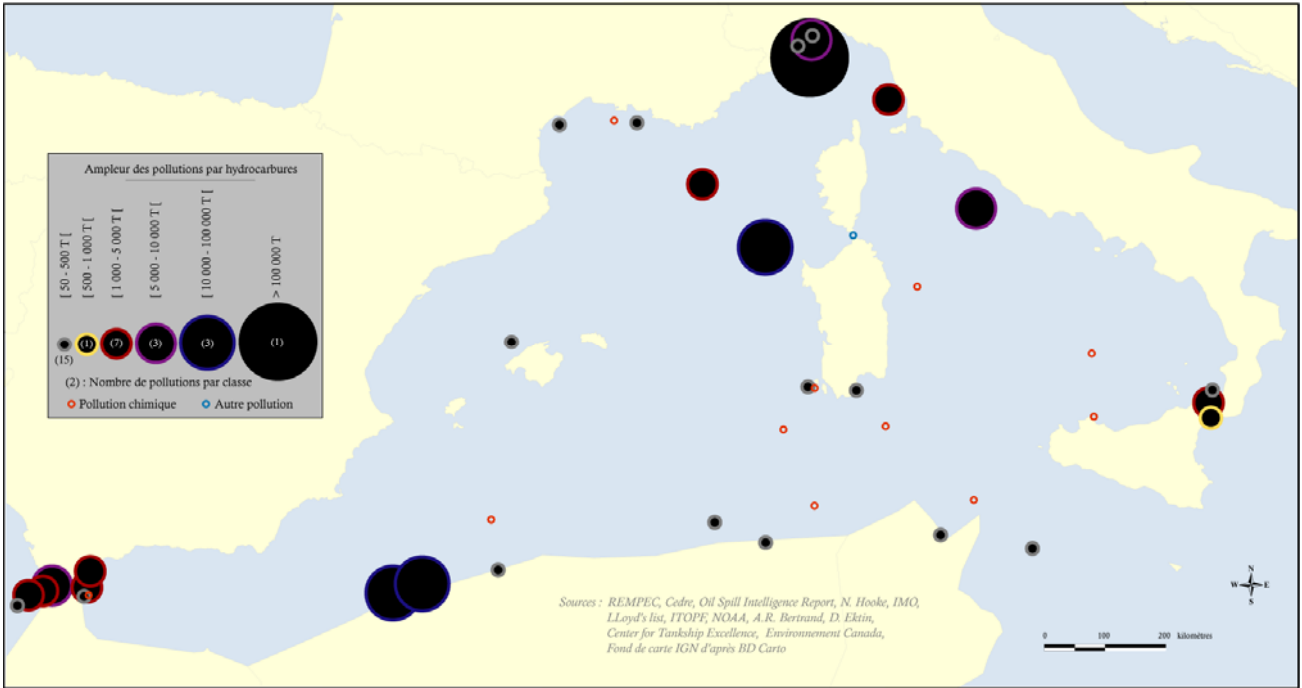 Ampleur des pollutions par hydrocarbures
[ 50 - 500 T [
[ 500 - 1 000 T [
[ 1 000 - 5 000 T [
[ 5 000 - 10 000 T [
[ 10 000 - 100 000 T [
> 100 000 T
(15)
(1)
(7)
(3)
(3)
(1)
(2) : Nombre de pollutions par classe
Pollution chimique
Autre pollution
Sources : REMPEC, Cedre, Oil Spill Intelligence Report, N. Hooke, IMO,
LLoyd's list, ITOPF, NOAA, A.R. Bertrand, D. Ektin,
Center for Tankship Excellence, Environnement Canada,
Fond de carte IGN d'après BD Carto
N
W E
S
0 100 200 kilomètres